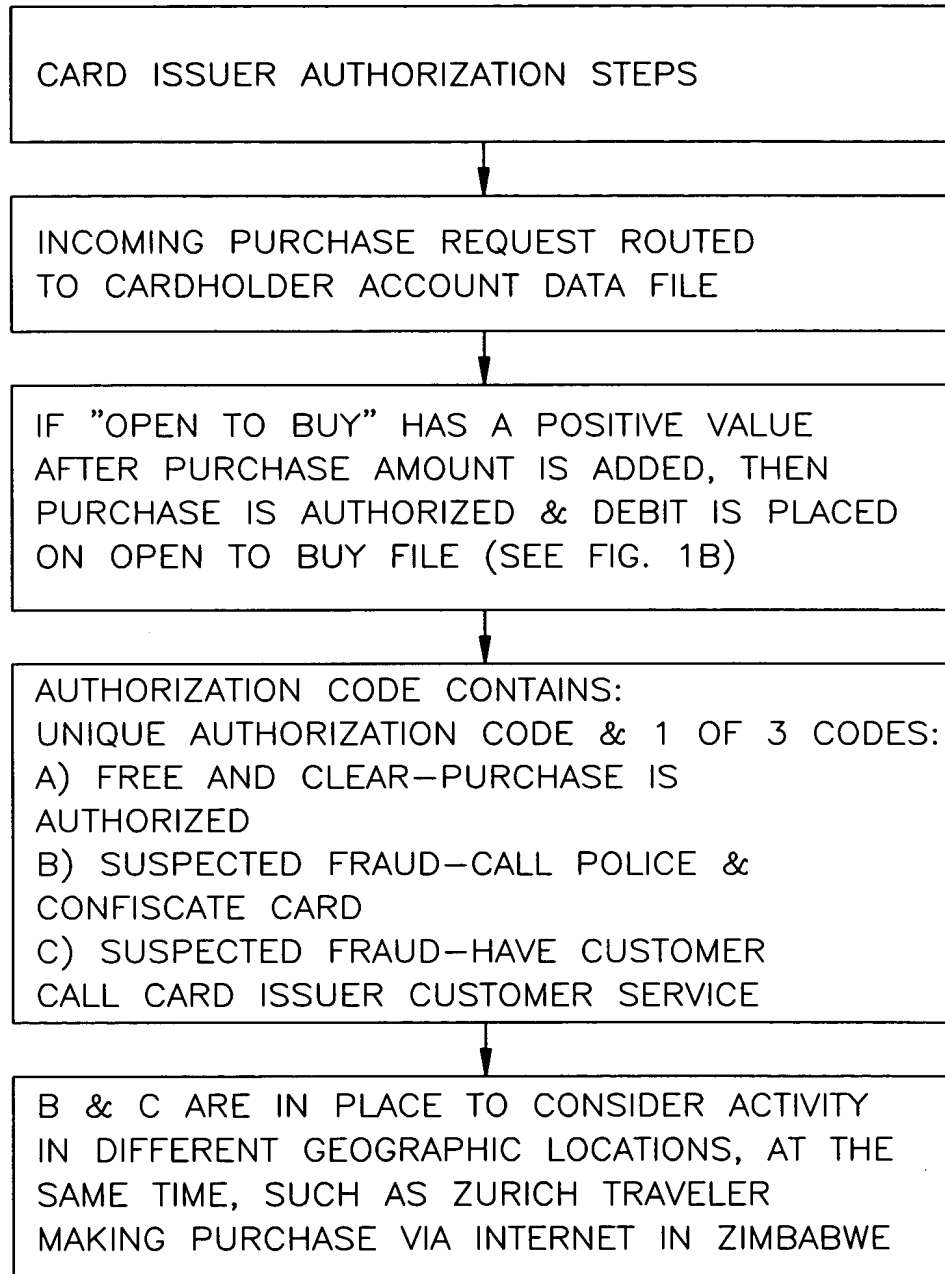 CARD ISSUER AUTHORIZATION STEPS
INCOMING PURCHASE REQUEST ROUTED
TO CARDHOLDER ACCOUNT DATA FILE
IF "OPEN TO BUY" HAS A POSITIVE VALUE
AFTER PURCHASE AMOUNT IS ADDED, THEN
PURCHASE IS AUTHORIZED & DEBIT IS PLACED
ON OPEN TO BUY FILE (SEE FIG. 1B)
AUTHORIZATION CODE CONTAINS:
UNIQUE AUTHORIZATION CODE & 1 OF 3 CODES:
A) FREE AND CLEAR-PURCHASE IS
AUTHORIZED
B) SUSPECTED FRAUD-CALL POLICE &
CONFISCATE CARD
C) SUSPECTED FRAUD-HAVE CUSTOMER
CALL CARD ISSUER CUSTOMER SERVICE
B & C ARE IN PLACE TO CONSIDER ACTIVITY
IN DIFFERENT GEOGRAPHIC LOCATIONS, AT THE
SAME TIME, SUCH AS ZURICH TRAVELER
MAKING PURCHASE VIA INTERNET IN ZIMBABWE